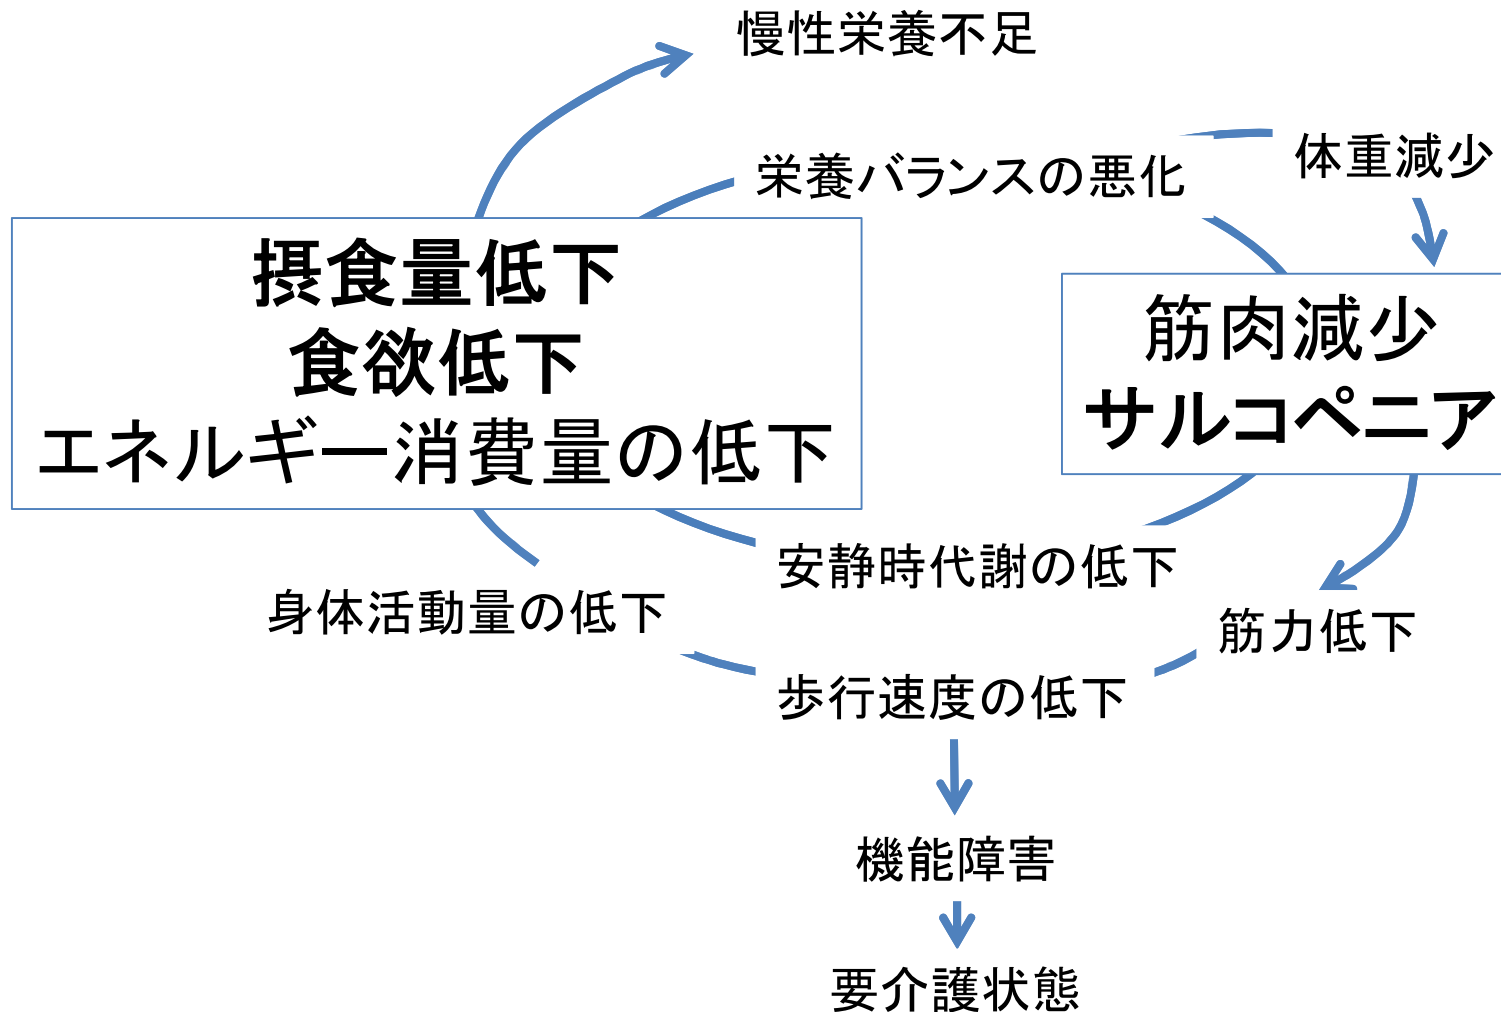 慢性栄養不足
体重減少
栄養バランスの悪化
摂食量低下
食欲低下
エネルギー消費量の低下
筋肉減少
サルコペニア
安静時代謝の低下
身体活動量の低下
筋力低下
歩行速度の低下
機能障害
要介護状態